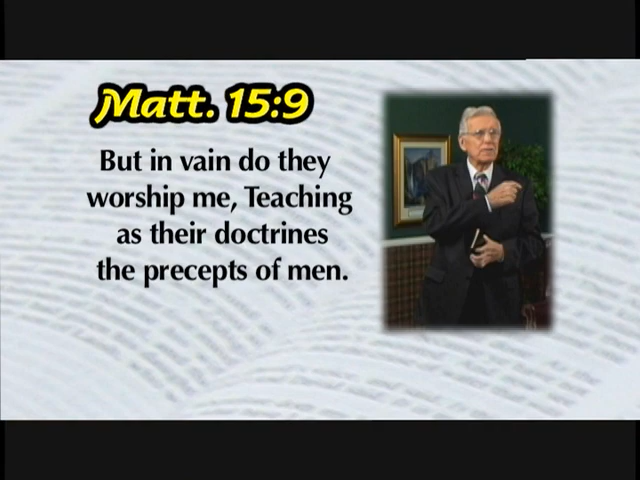 Matt. 15:9
But in vain do they
worship me, Teaching
as their doctrines
the precepts of men.